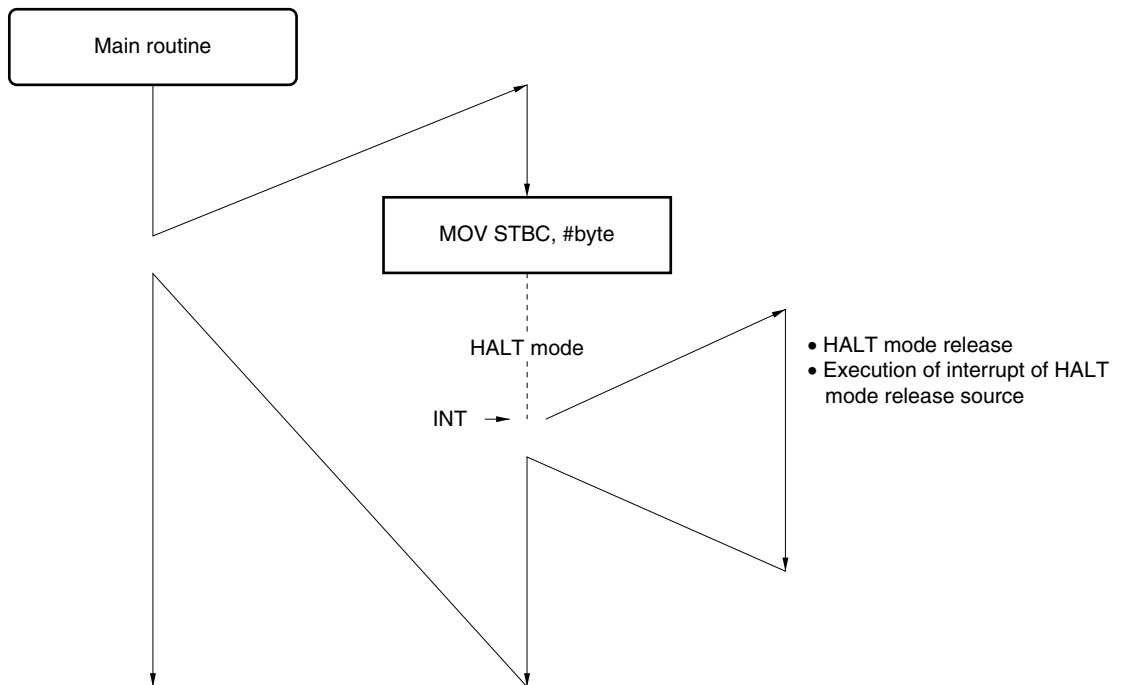 Main routine
MOV STBC, #byte
HALT mode
INT
• HALT mode release
• Execution of interrupt of HALT
mode release source